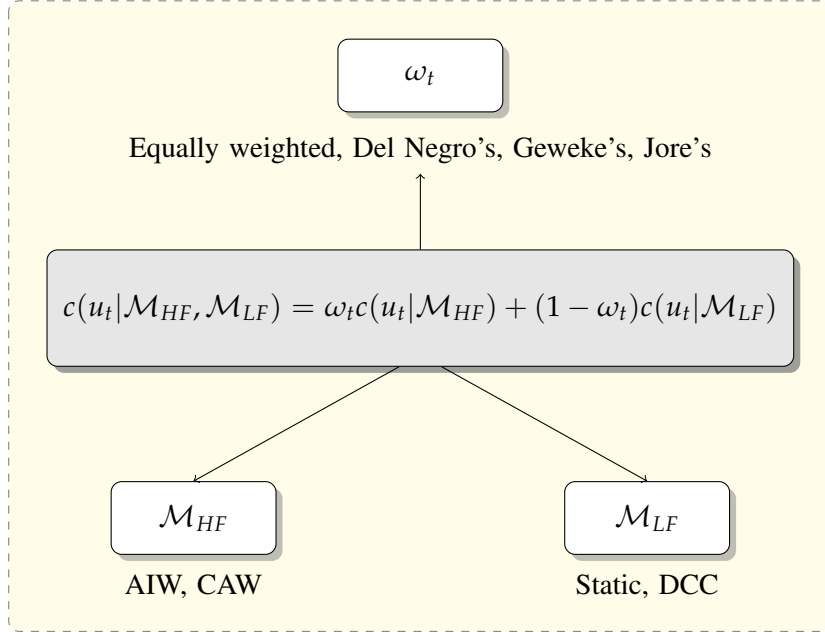 ω_t
Equally weighted, Del Negro's, Geweke's, Jore's
c(u_t|M_HF, M_LF) = ω_t c(u_t|M_HF) + (1 − ω_t)c(u_t|M_LF)
M_HF
M_LF
AIW, CAW
Static, DCC